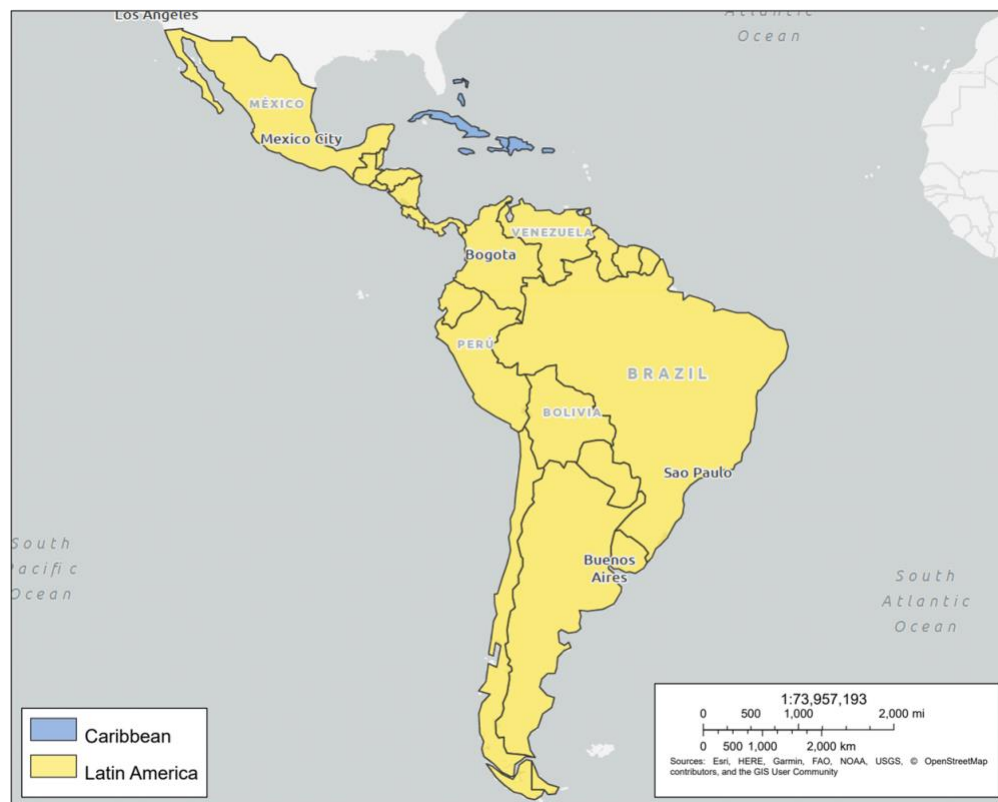 Los Angeles
Atlantic
Ocean
MÉXICO
Mexico City
VENEZUELA
Bogota
PERÚ
BRAZIL
BOLIVIA
Sao Paulo
South
Pacific
Ocean
Buenos
Aires
South
Atlantic
Ocean
Caribbean
Latin America
1:73,957,193
0 500 1,000 2,000 mi
0 500 1,000 2,000 km
Sources: Esri, HERE, Garmin, FAO, NOAA, USGS, © OpenStreetMap
contributors, and the GIS User Community